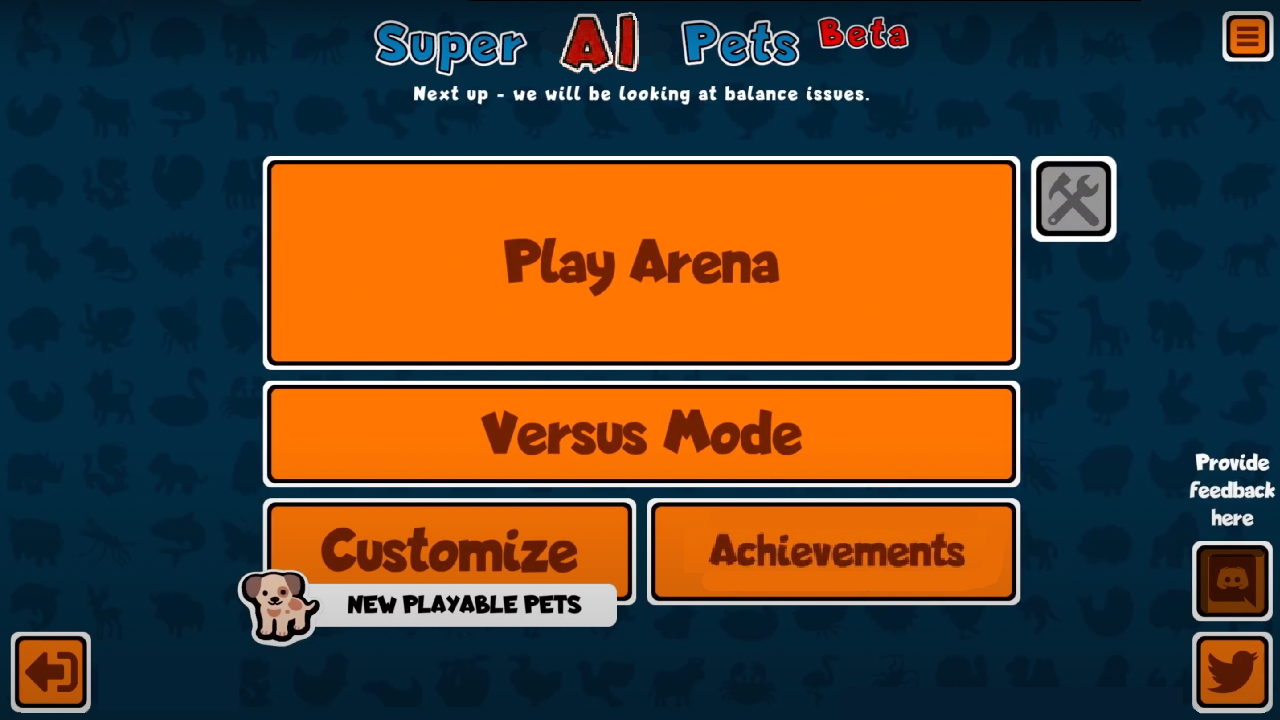 Super AI Pets Beta
Next up - we will be looking at balance issues.
Play Arena
Versus Mode
Customize
Achievements
NEW PLAYABLE PETS
Provide
feedback
here